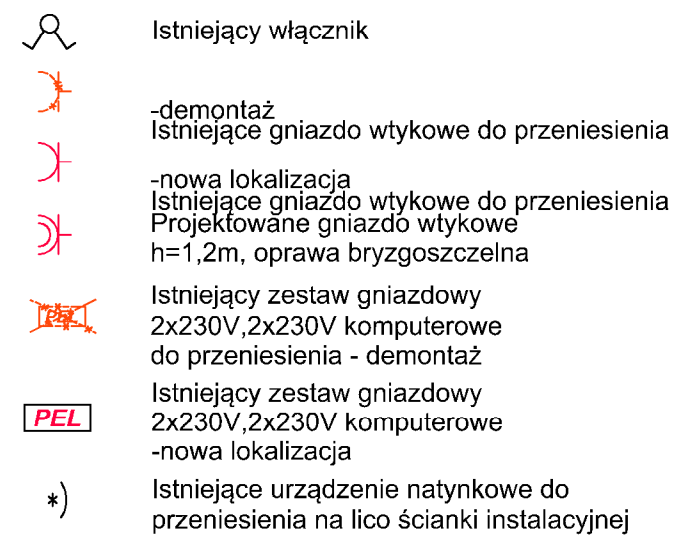 Istniejący włącznik
-demontaż
Istniejące gniazdo wtykowe do przeniesienia
-nowa lokalizacja
Istniejące gniazdo wtykowe do przeniesienia
Projektowane gniazdo wtykowe
h=1,2m, oprawa bryzgoszczelna
PEL
Istniejący zestaw gniazdowy
2x230V,2x230V komputerowe
do przeniesienia - demontaż
PEL
Istniejący zestaw gniazdowy
2x230V,2x230V komputerowe
-nowa lokalizacja
*)
Istniejące urządzenie natynkowe do
przeniesienia na lico ścianki instalacyjnej